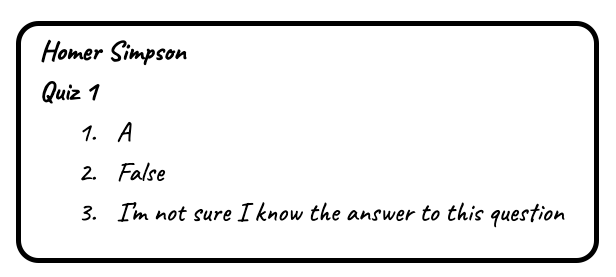 Homer Simpson
Quiz 1
1. A
2. False
3. I'm not sure I know the answer to this question